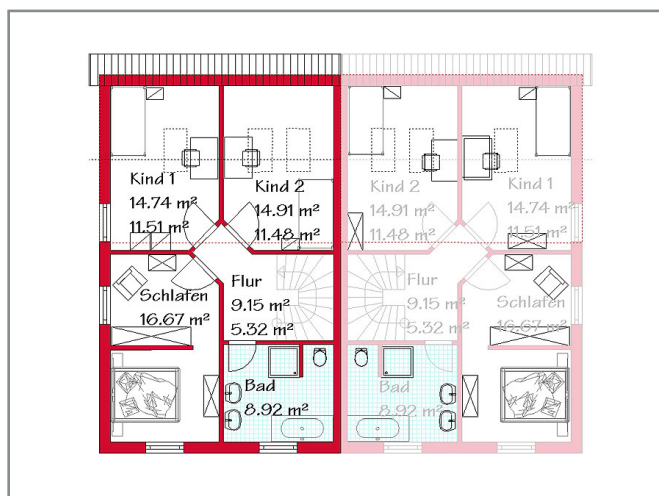 Kind 1
14.74 m²
11.51 m²
Kind 2
14.91 m²
11.48 m²
Kind 2
14.91 m²
11.48 m²
Kind 1
14.74 m²
11.51 m²
Schlafen
16.67 m²
Flur
9.15 m²
5.32 m²
Flur
9.15 m²
5.32 m²
Schlafen
16.67 m²
Bad
8.92 m²
Bad
8.92 m²